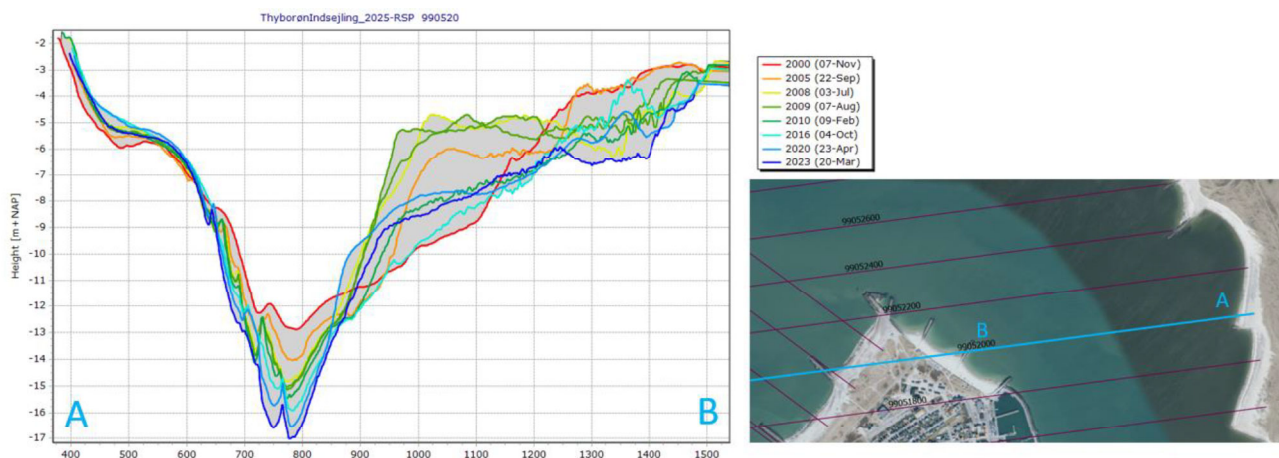 ThyborønIndsejling_2025-RSP 990520
Height [m+NAP]
-2
-3
-4
-5
-6
-7
-8
-9
-10
-11
-12
-13
-14
-15
-16
-17
A
B
400
500
600
700
800
900
1000
1100
1200
1300
1400
1500
2000 (07-Nov)
2005 (22-Sep)
2008 (03-Jul)
2009 (07-Aug)
2010 (09-Feb)
2016 (04-Oct)
2020 (23-Apr)
2023 (20-Mar)
99052600
99052400
99052200
A
B
99052000
99051800